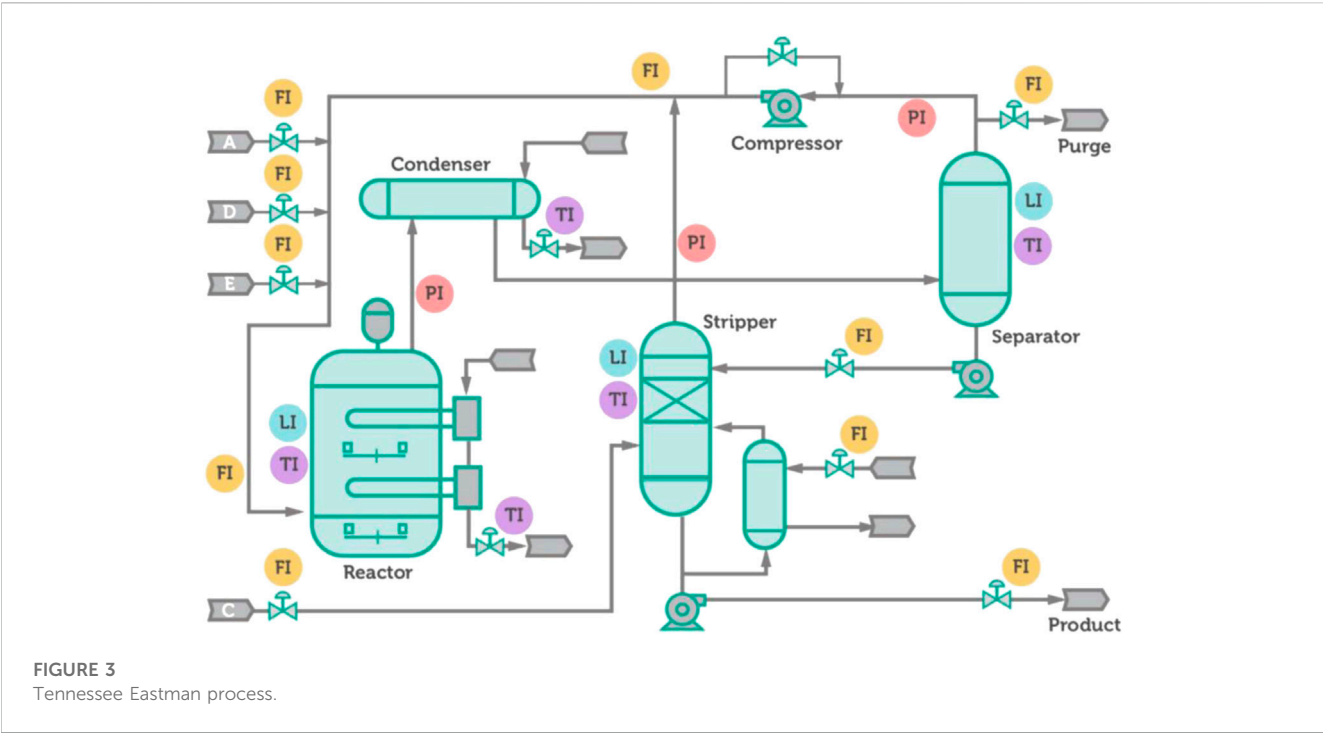 FI
FI
FI
A
Compressor
PI
Purge
FI
Condenser
D
TI
LI
FI
PI
TI
E
PI
Stripper
FI
Separator
LI
TI
LI
FI
TI
FI
TI
FI
Reactor
FI
C
Product
FIGURE 3
Tennessee Eastman process.